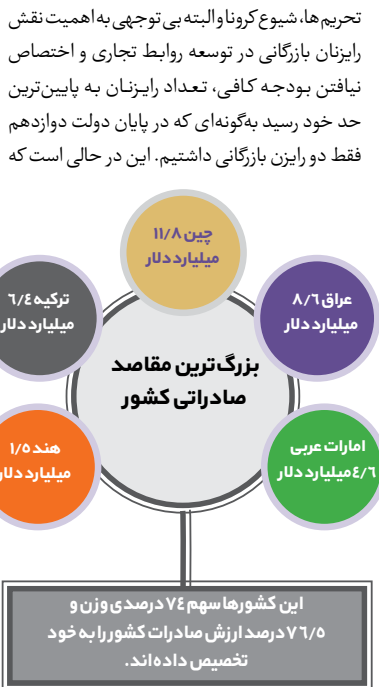 تحریم‌ها، شیوع کرونا و البته بی توجهی به اهمیت نقش
رایزنان بازرگانی در توسعه روابط تجاری و اختصاص
نیافتن بودجه کافی، تعداد رایزنان به پایین‌ترین
حد خود رسید به‌گونه‌ای که در پایان دولت دوازدهم
فقط دو رایزن بازرگانی داشتیم. این در حالی است که
چین ۱۱/۸
میلیارد دلار
ترکیه ۶/۴
میلیارد دلار
عراق ۸/۶
میلیارد دلار
بزرگ‌ترین مقاصد
صادراتی کشور
هند ۱/۵
میلیارد دلار
امارات عربی
۴/۶ میلیارد دلار
این کشورها سهم ۷۴ درصدی وزن و
۷۶/۵ درصد ارزش صادرات کشور را به خود
تخصیص داده‌اند.